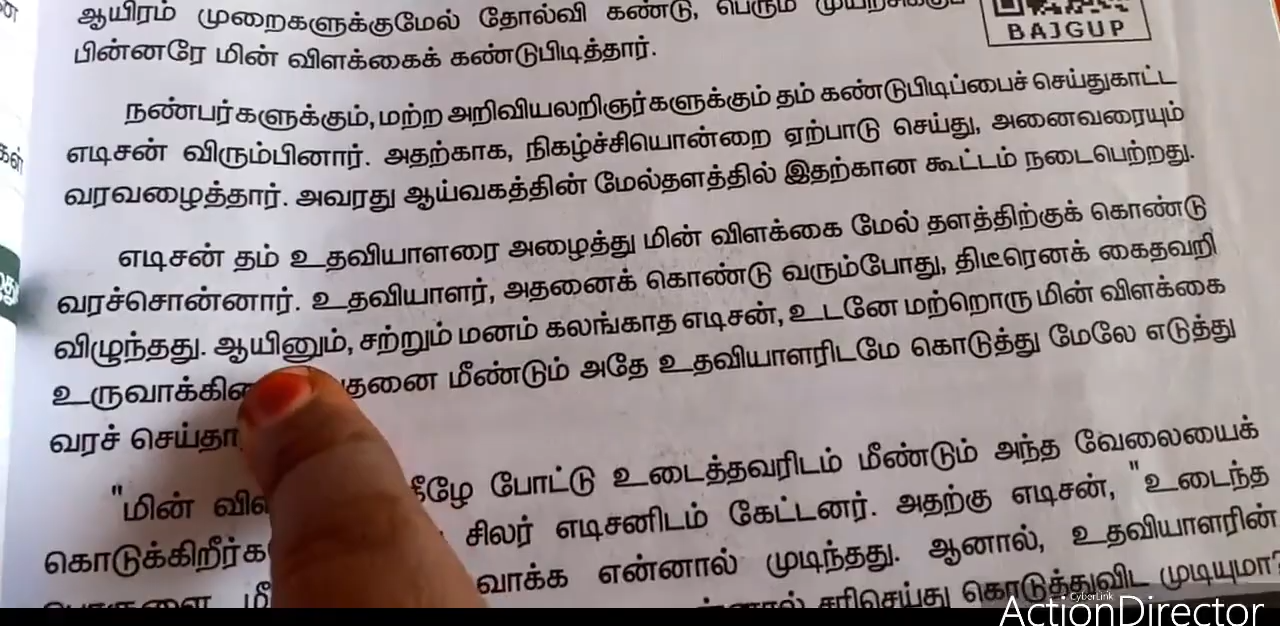 ஆயிரம் முறைகளுக்குமேல் தோல்வி கண்டு, பெரும்
BAJGUP
பின்னரே மின் விளக்கைக் கண்டுபிடித்தார்.
நண்பர்களுக்கும், மற்ற அறிவியலறிஞர்களுக்கும் தம் கண்டுபிடிப்பைச் செய்துகாட்ட
எடிசன் விரும்பினார். அதற்காக, நிகழ்ச்சியொன்றை ஏற்பாடு செய்து, அனைவரையும்
வரவழைத்தார். அவரது ஆய்வகத்தின் மேல்தளத்தில் இதற்கான கூட்டம் நடைபெற்றது.
எடிசன் தம் உதவியாளரை அழைத்து மின் விளக்கை மேல் தளத்திற்குக் கொண்டு
வரச்சொன்னார். உதவியாளர், அதனைக் கொண்டு வரும்போது, திடீரெனக் கைதவறி
விழுந்தது. ஆயினும், சற்றும் மனம் கலங்காத எடிசன், உடனே மற்றொரு மின் விளக்கை
மீண்டும் அதே உதவியாளரிடமே கொடுத்து மேலே எடுத்து
வரச்
"மின் போட்டு உடைத்தவரிடம் மீண்டும் அந்த வேலையைக்
சிலர் எடிசனிடம் கேட்டனர். அதற்கு எடிசன், "உடைந்த
என்னால் முடிந்தது. ஆனால், உதவியாளரின்
சரிசெய்து கொடுத்துவிட முடியுமா?
CyberLink
ActionDirector